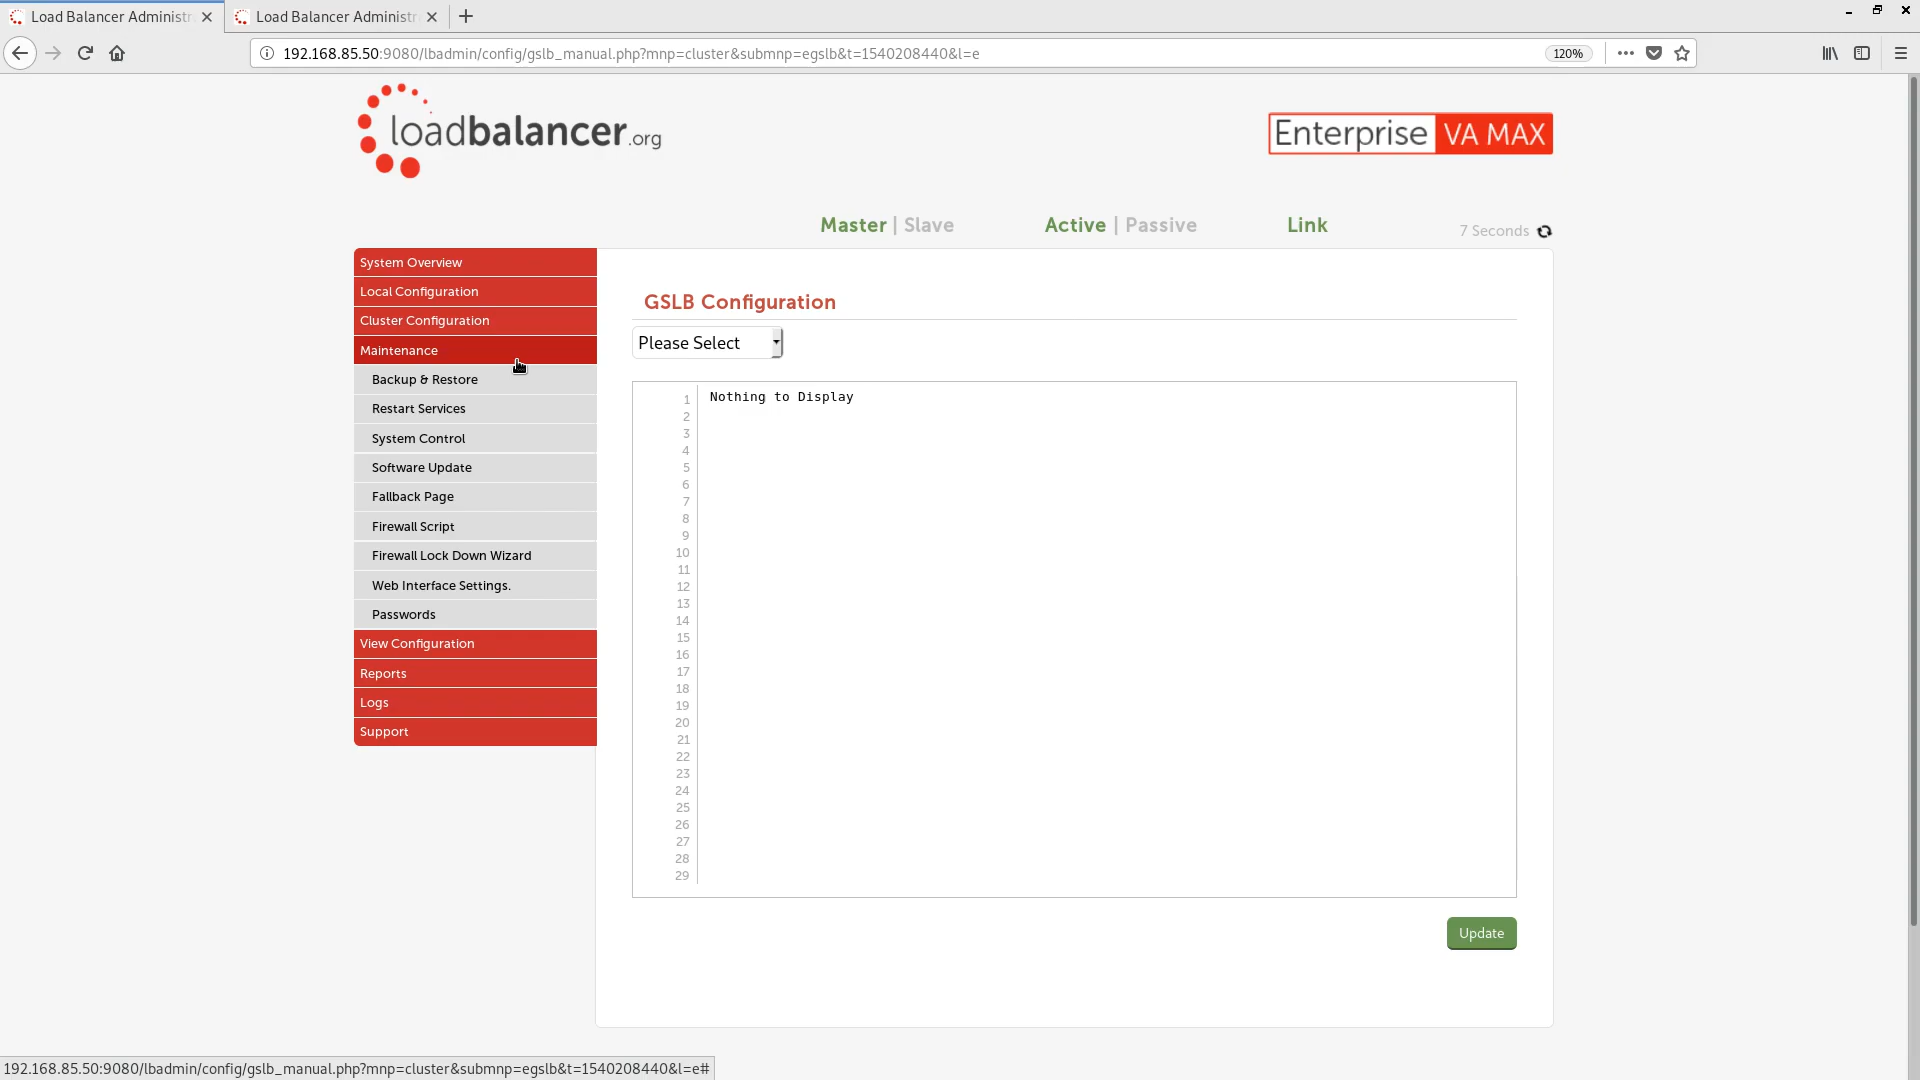 Load Balancer Administr
Load Balancer Administr
192.168.85.50:9080/lbadmin/config/gslb_manual.php?mnp=cluster&submnp=egslb&t=1540208440&l=e
120%
loadbalancer.org
Enterprise VA MAX
Master | Slave
Active | Passive
Link
7 Seconds
System Overview
Local Configuration
Cluster Configuration
Maintenance
Backup & Restore
Restart Services
System Control
Software Update
Fallback Page
Firewall Script
Firewall Lock Down Wizard
Web Interface Settings.
Passwords
View Configuration
Reports
Logs
Support
GSLB Configuration
Please Select
1 Nothing to Display
2
3
4
5
6
7
8
9
10
11
12
13
14
15
16
17
18
19
20
21
22
23
24
25
26
27
28
29
Update
192.168.85.50:9080/lbadmin/config/gslb_manual.php?mnp=cluster&submnp=egslb&t=1540208440&l=e#